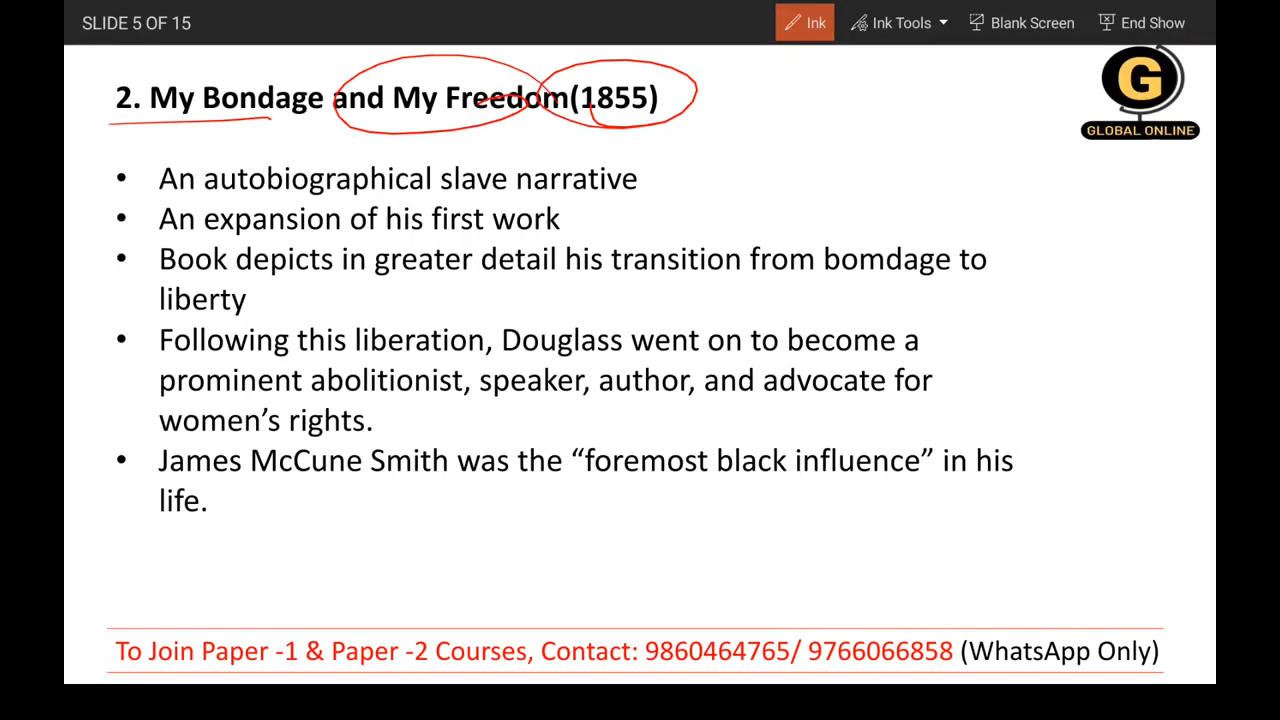 SLIDE 5 OF 15
Ink
Ink Tools
Blank Screen
End Show
2. My Bondage and My Freedom(1855)
G
GLOBAL ONLINE
• An autobiographical slave narrative
• An expansion of his first work
• Book depicts in greater detail his transition from bomdage to
liberty
• Following this liberation, Douglass went on to become a
prominent abolitionist, speaker, author, and advocate for
women’s rights.
• James McCune Smith was the “foremost black influence” in his
life.
To Join Paper -1 & Paper -2 Courses, Contact: 9860464765/ 9766066858 (WhatsApp Only)